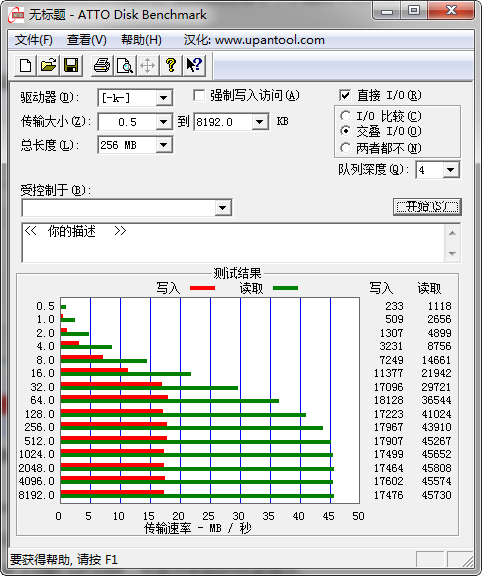 无标题 - ATTO Disk Benchmark
文件(F) 查看(V) 帮助(H) 汉化: www.upantool.com
驱动器(D): [-k-] 强制写入访问(A) 直接 I/O(R)
传输大小(Z): 0.5 到 8192.0 KB I/O 比较(C)
交叠 I/O(O)
总长度(L): 256 MB 两者都不(N)
队列深度(Q): 4
受控制于(B):
开始(S)
<< 你的描述 >>
测试结果
写入 读取 写入 读取
0.5 233 1118
1.0 509 2656
2.0 1307 4899
4.0 3231 8756
8.0 7249 14661
16.0 11377 21942
32.0 17096 29721
64.0 18128 36544
128.0 17223 41024
256.0 17967 43910
512.0 17907 45267
1024.0 17499 45652
2048.0 17464 45808
4096.0 17602 45574
8192.0 17476 45730
0 5 10 15 20 25 30 35 40 45 50
传输速率 - MB / 秒
要获得帮助, 请按 F1